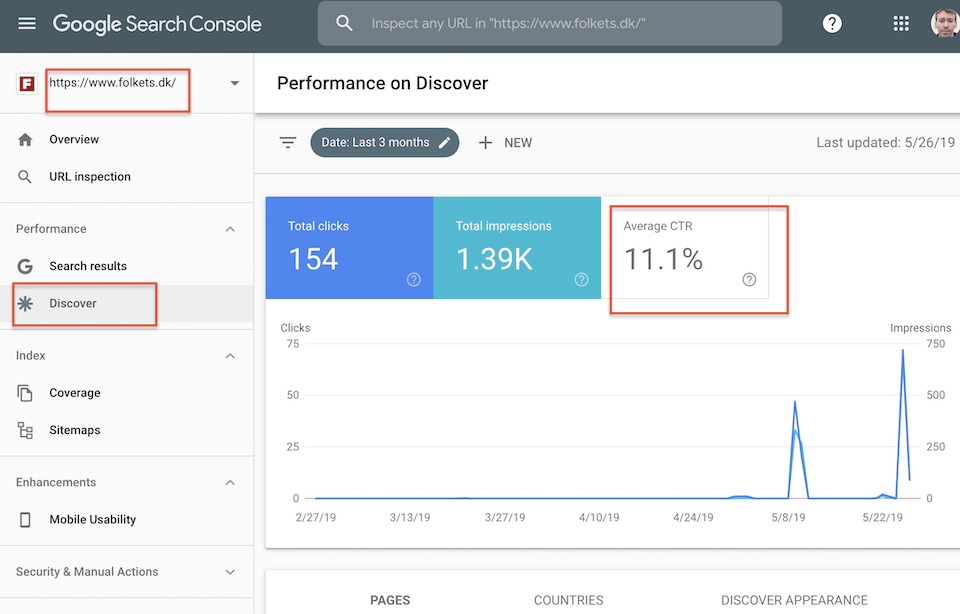 Google Search Console
Inspect any URL in "https://www.folkets.dk/"
F
https://www.folkets.dk/
Performance on Discover
Overview
URL inspection
Date: Last 3 months
NEW
Last updated: 5/26/19
Performance
Search results
Discover
Total clicks
154
Total impressions
1.39K
Average CTR
11.1%
Clicks
Impressions
75
750
50
500
25
250
0
0
2/27/19
3/13/19
3/27/19
4/10/19
4/24/19
5/8/19
5/22/19
Index
Coverage
Sitemaps
Enhancements
Mobile Usability
Security & Manual Actions
PAGES
COUNTRIES
DISCOVER APPEARANCE